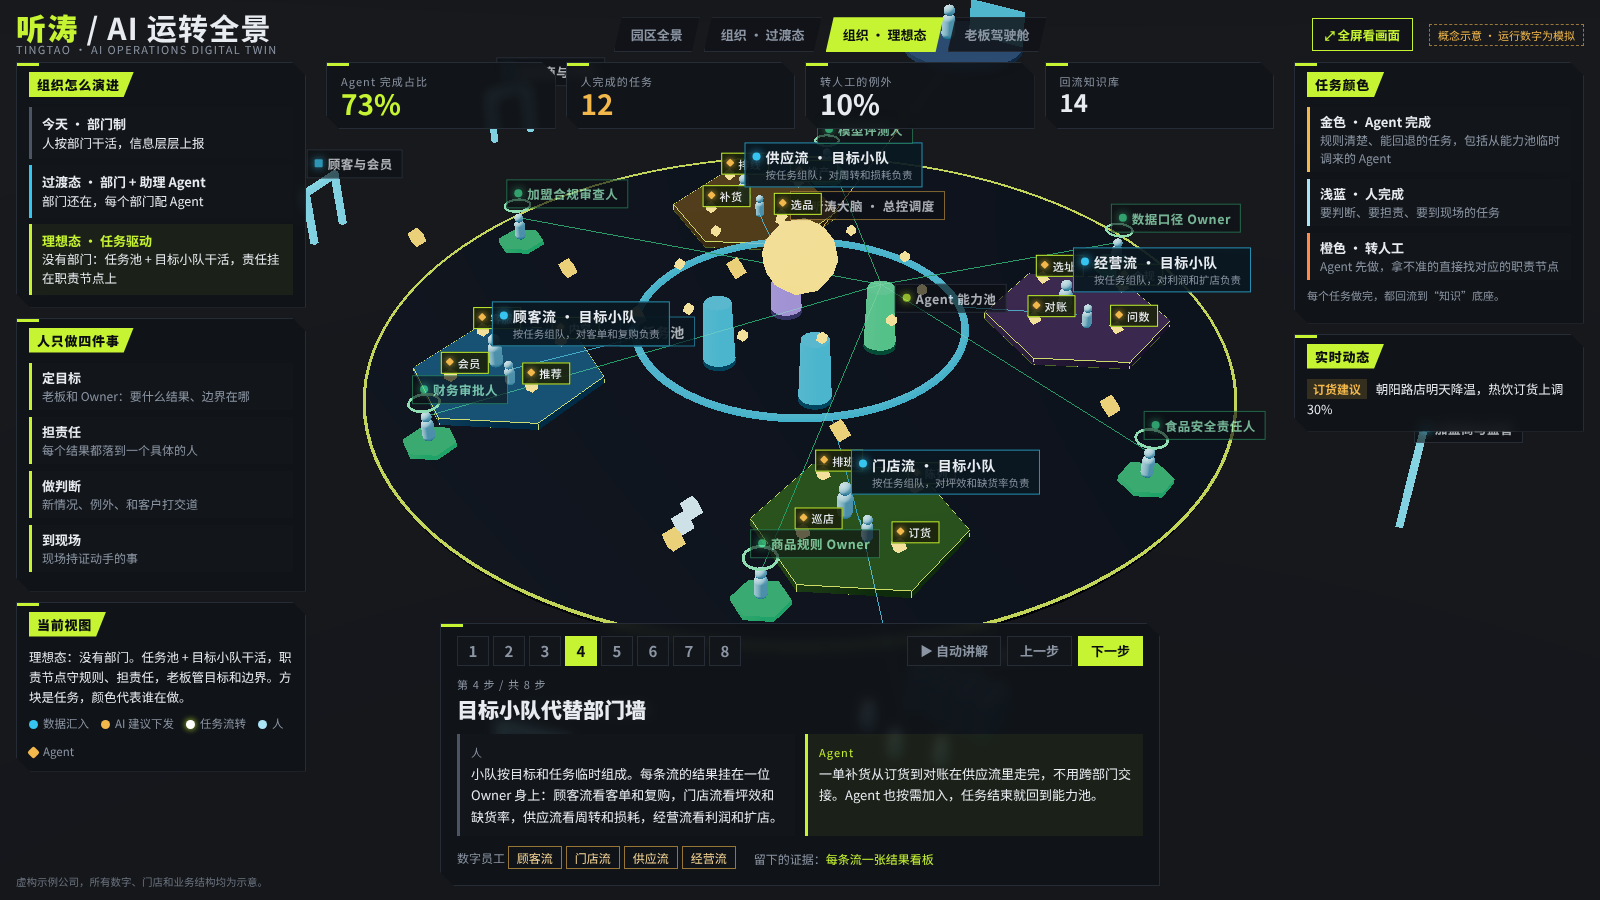 听涛 / AI 运转全景
TINGTAO · AI OPERATIONS DIGITAL TWIN
园区全景
组织 · 过渡态
组织 · 理想态
老板驾驶舱
全屏看画面
概念示意 · 运行数字为模拟
组织怎么演进
今天 · 部门制
人按部门干活，信息层层上报
过渡态 · 部门 + 助理 Agent
部门还在，每个部门配 Agent
理想态 · 任务驱动
没有部门：任务池 + 目标小队干活，责任挂
在职责节点上
人只做四件事
定目标
老板和 Owner：要什么结果、边界在哪
担责任
每个结果都落到一个具体的人
做判断
新情况、例外、和客户打交道
到现场
现场持证动手的事
当前视图
理想态：没有部门。任务池 + 目标小队干活，职
责节点守规则、担责任，老板管目标和边界。方
块是任务，颜色代表谁在做。
数据汇入
AI 建议下发
任务流转
人
Agent
虚构示例公司，所有数字、门店和业务结构均为示意。
Agent 完成占比
73%
人完成的任务
12
转人工的例外
10%
回流知识库
14
顾客与会员
加盟合规审查人
模型评测人
供应流 · 目标小队
按任务组队，对周转和损耗负责
补货
选品
涛大脑 · 总控调度
数据口径 Owner
选址
经营流 · 目标小队
按任务组队，对利润和扩店负责
对账
问数
Agent 能力池
顾客流 · 目标小队
按任务组队，对客单和复购负责
池
会员
推荐
财务审批人
食品安全责任人
排班
门店流 · 目标小队
按任务组队，对坪效和缺货率负责
巡店
订货
商品规则 Owner
任务颜色
金色 · Agent 完成
规则清楚、能回退的任务，包括从能力池临时
调来的 Agent
浅蓝 · 人完成
要判断、要担责、要到现场的任务
橙色 · 转人工
Agent 先做，拿不准的直接找对应的职责节点
每个任务做完，都回流到“知识”底座。
实时动态
订货建议 朝阳路店明天降温，热饮订货上调
30%
1 2 3 4 5 6 7 8
▶ 自动讲解
上一步
下一步
第 4 步 / 共 8 步
目标小队代替部门墙
人
小队按目标和任务临时组成。每条流的结果挂在一位
Owner 身上：顾客流看客单和复购，门店流看坪效和
缺货率，供应流看周转和损耗，经营流看利润和扩店。
Agent
一单补货从订货到对账在供应流里走完，不用跨部门交
接。Agent 也按需加入，任务结束就回到能力池。
数字员工 顾客流 门店流 供应流 经营流 留下的证据：每条流一张结果看板